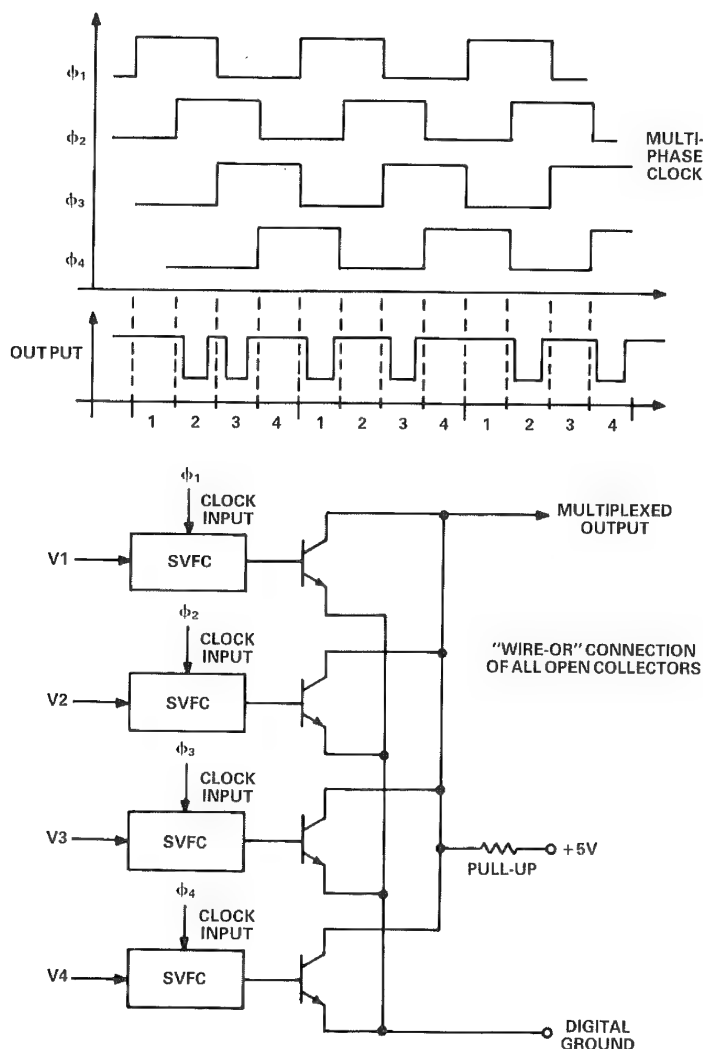 ϕ1
ϕ2
MULTI-
PHASE
CLOCK
ϕ3
ϕ4
OUTPUT
1 2 3 4 1 2 3 4 1 2 3 4
ϕ1
CLOCK
INPUT
MULTIPLEXED
OUTPUT
V1
SVFC
ϕ2
CLOCK
INPUT
"WIRE-OR" CONNECTION
OF ALL OPEN COLLECTORS
V2
SVFC
ϕ3
CLOCK
INPUT
V3
SVFC
+5V
PULL-UP
ϕ4
CLOCK
INPUT
V4
SVFC
DIGITAL
GROUND